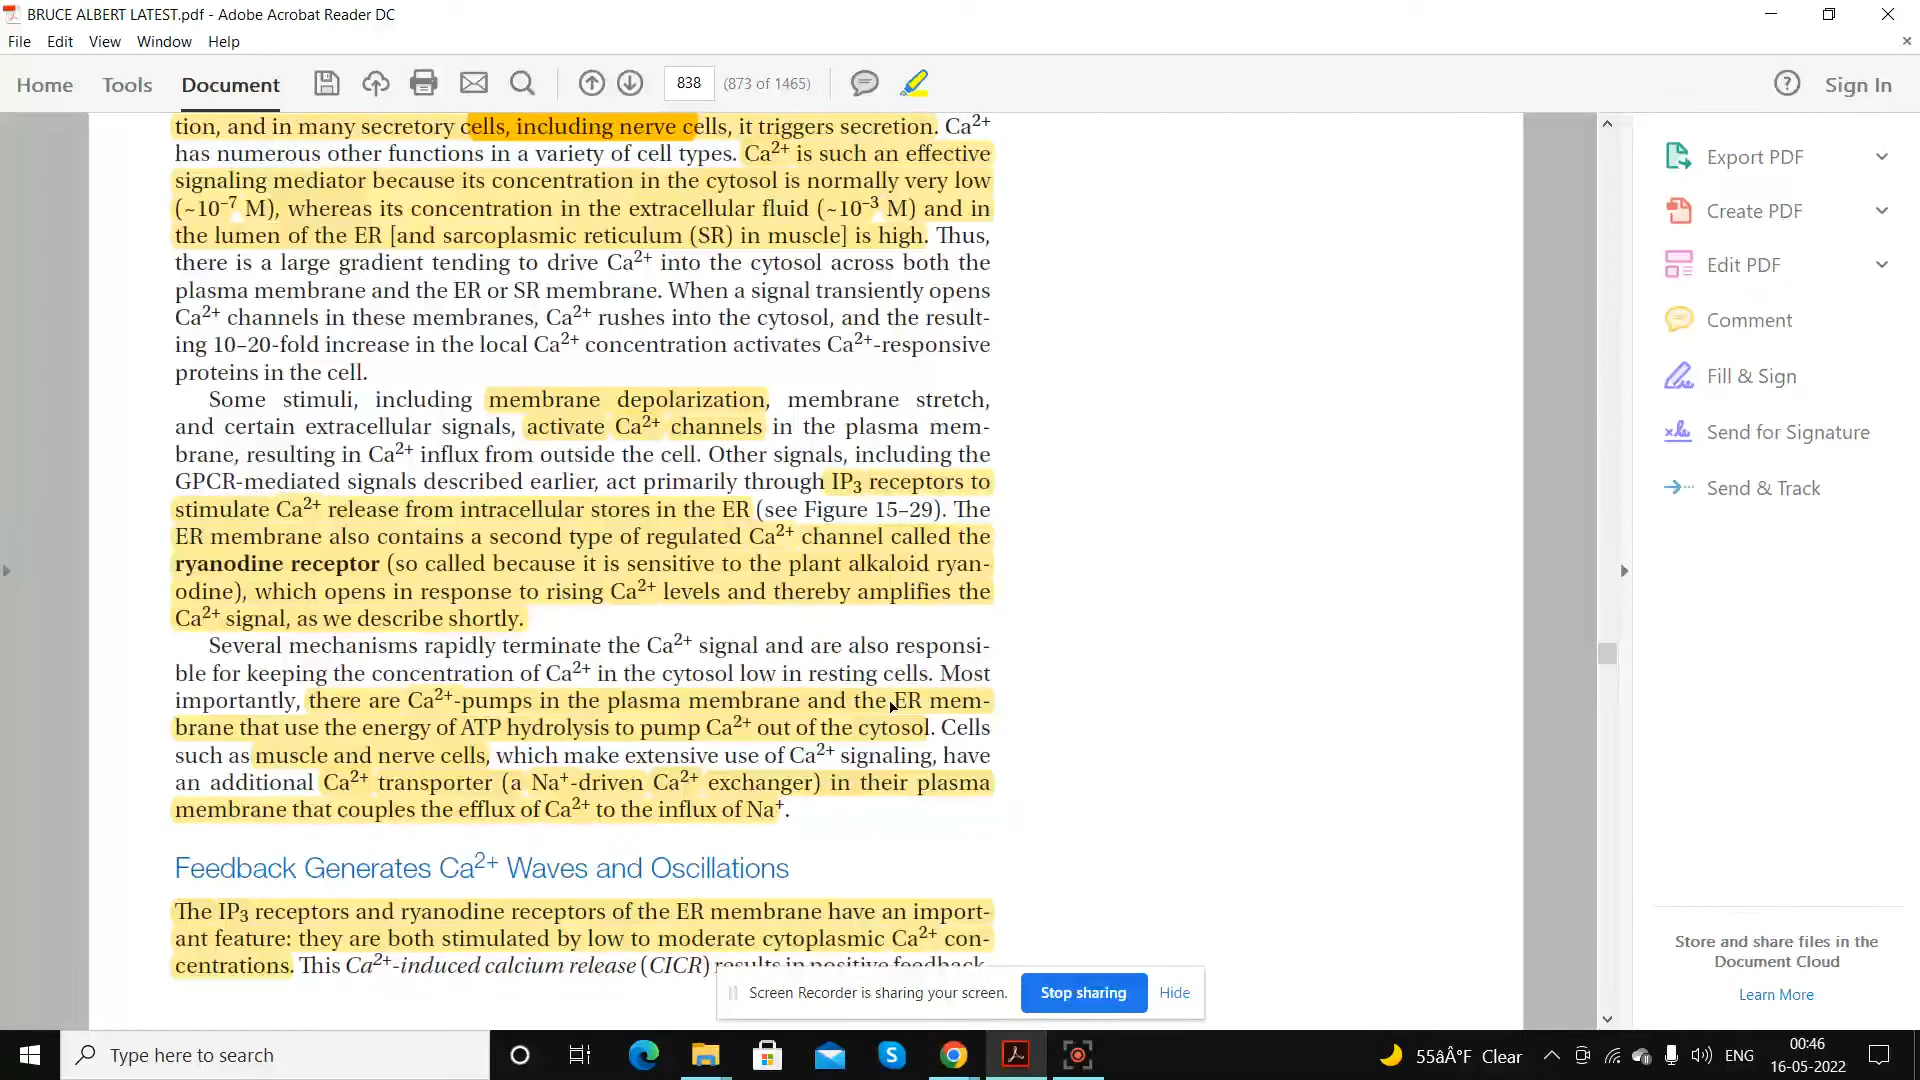 BRUCE ALBERT LATEST.pdf - Adobe Acrobat Reader DC
File Edit View Window Help
Home Tools Document 838 (873 of 1465) Sign In
tion, and in many secretory cells, including nerve cells, it triggers secretion. Ca2+
has numerous other functions in a variety of cell types. Ca2+ is such an effective
signaling mediator because its concentration in the cytosol is normally very low
(~10–7 M), whereas its concentration in the extracellular fluid (~10–3 M) and in
the lumen of the ER [and sarcoplasmic reticulum (SR) in muscle] is high. Thus,
there is a large gradient tending to drive Ca2+ into the cytosol across both the
plasma membrane and the ER or SR membrane. When a signal transiently opens
Ca2+ channels in these membranes, Ca2+ rushes into the cytosol, and the result-
ing 10–20-fold increase in the local Ca2+ concentration activates Ca2+-responsive
proteins in the cell.
Some stimuli, including membrane depolarization, membrane stretch,
and certain extracellular signals, activate Ca2+ channels in the plasma mem-
brane, resulting in Ca2+ influx from outside the cell. Other signals, including the
GPCR-mediated signals described earlier, act primarily through IP3 receptors to
stimulate Ca2+ release from intracellular stores in the ER (see Figure 15–29). The
ER membrane also contains a second type of regulated Ca2+ channel called the
ryanodine receptor (so called because it is sensitive to the plant alkaloid ryan-
odine), which opens in response to rising Ca2+ levels and thereby amplifies the
Ca2+ signal, as we describe shortly.
Several mechanisms rapidly terminate the Ca2+ signal and are also responsi-
ble for keeping the concentration of Ca2+ in the cytosol low in resting cells. Most
importantly, there are Ca2+-pumps in the plasma membrane and the ER mem-
brane that use the energy of ATP hydrolysis to pump Ca2+ out of the cytosol. Cells
such as muscle and nerve cells, which make extensive use of Ca2+ signaling, have
an additional Ca2+ transporter (a Na+-driven Ca2+ exchanger) in their plasma
membrane that couples the efflux of Ca2+ to the influx of Na+.
Feedback Generates Ca2+ Waves and Oscillations
The IP3 receptors and ryanodine receptors of the ER membrane have an import-
ant feature: they are both stimulated by low to moderate cytoplasmic Ca2+ con-
centrations. This Ca2+-induced calcium release (CICR) results in positive feedback
Export PDF
Create PDF
Edit PDF
Comment
Fill & Sign
Send for Signature
Send & Track
Store and share files in the
Document Cloud
Learn More
Screen Recorder is sharing your screen. Stop sharing Hide
Type here to search
55âÂ°F Clear
ENG
00:46
16-05-2022